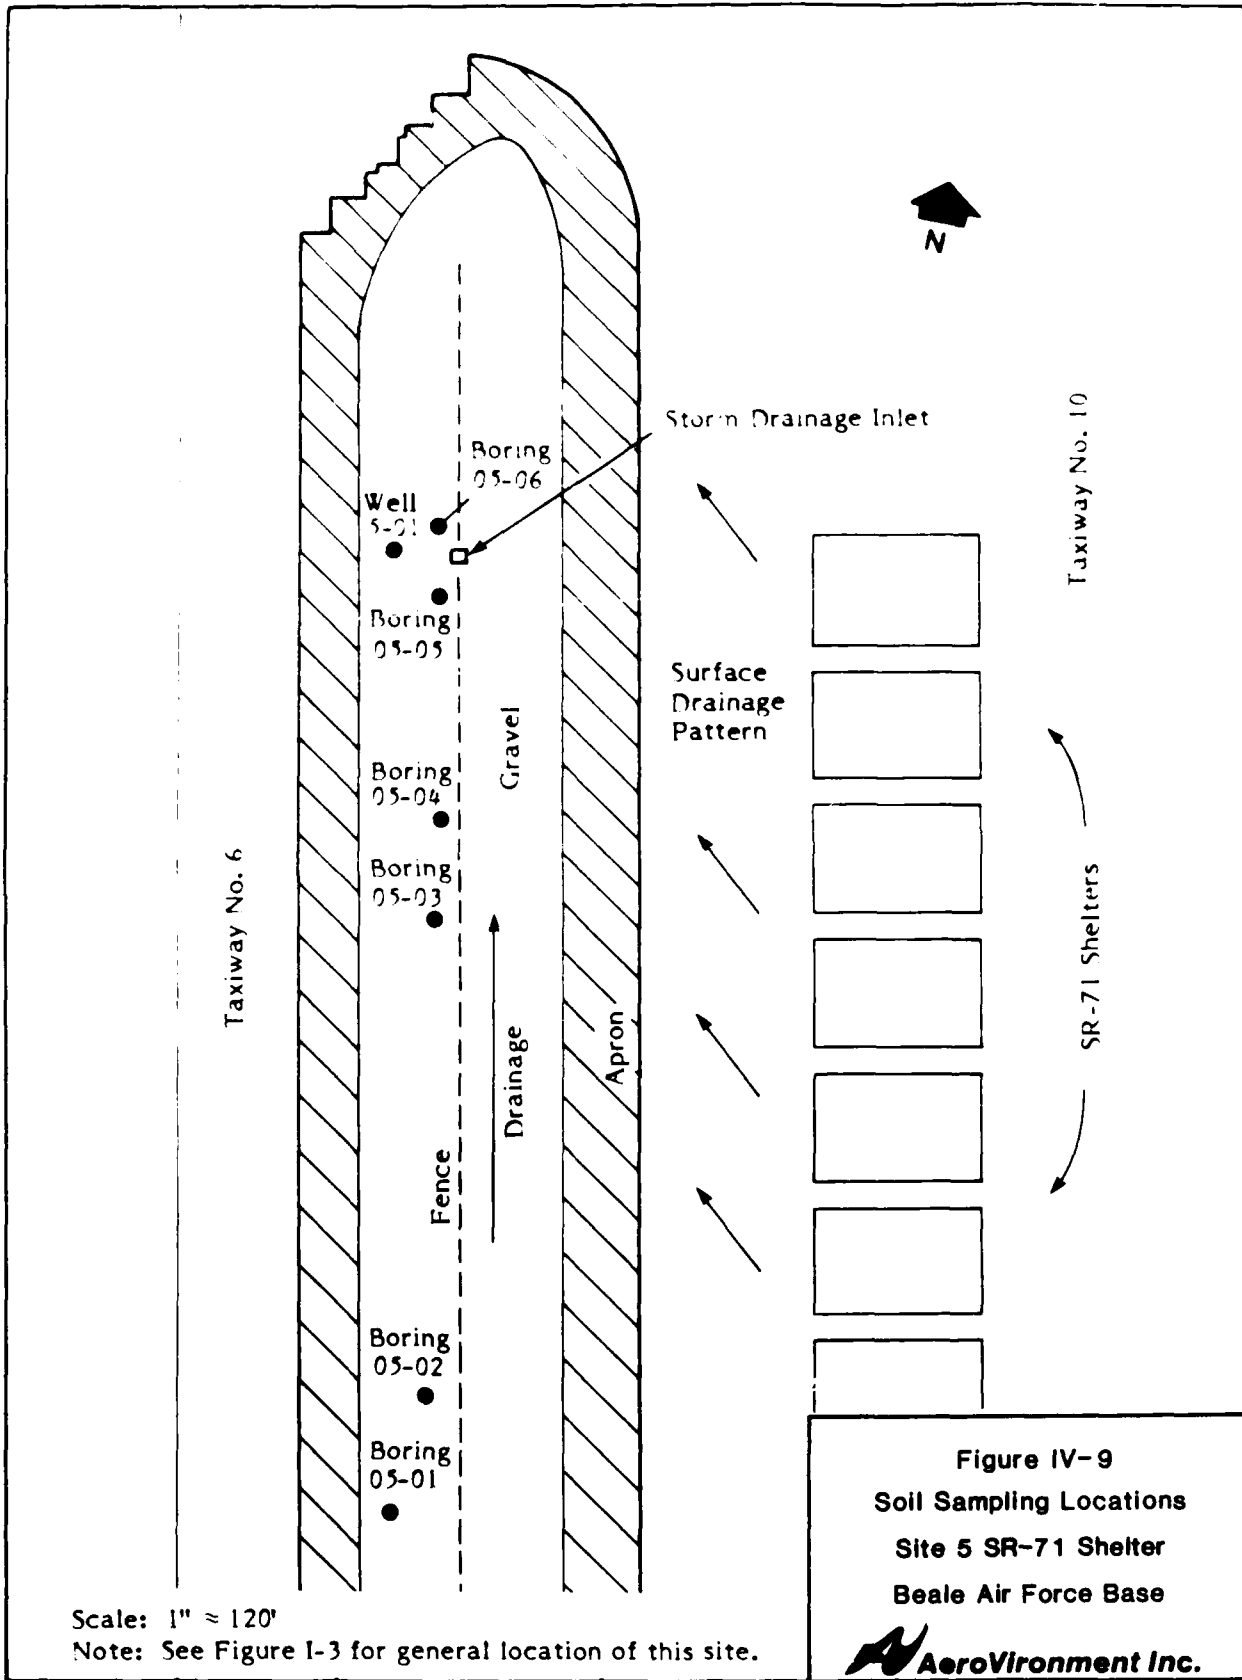 N
Storm Drainage Inlet
Boring
05-06
Well
5-01
Boring
05-05
Taxiway No. 10
Surface
Drainage
Pattern
Gravel
Boring
05-04
Boring
05-03
Taxiway No. 6
SR-71 Shelters
Apron
Drainage
Fence
Boring
05-02
Boring
05-01
Figure IV-9
Soil Sampling Locations
Site 5 SR-71 Shelter
Beale Air Force Base
AeroVironment Inc.
Scale: 1" ≈ 120'
Note: See Figure I-3 for general location of this site.